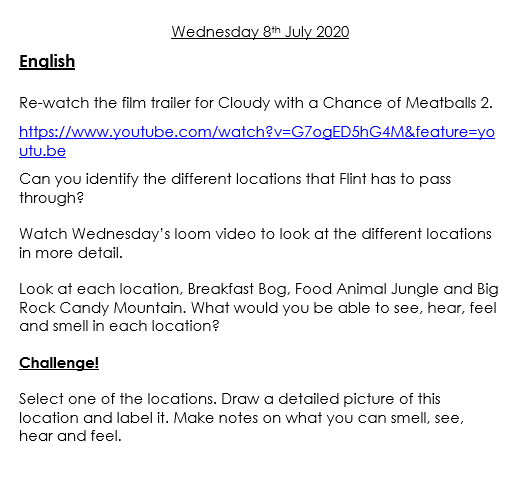 Wednesday 8th July 2020
English
Re-watch the film trailer for Cloudy with a Chance of Meatballs 2.
https://www.youtube.com/watch?v=G7ogED5hG4M&feature=yo
utu.be
Can you identify the different locations that Flint has to pass
through?
Watch Wednesday’s loom video to look at the different locations
in more detail.
Look at each location, Breakfast Bog, Food Animal Jungle and Big
Rock Candy Mountain. What would you be able to see, hear, feel
and smell in each location?
Challenge!
Select one of the locations. Draw a detailed picture of this
location and label it. Make notes on what you can smell, see,
hear and feel.